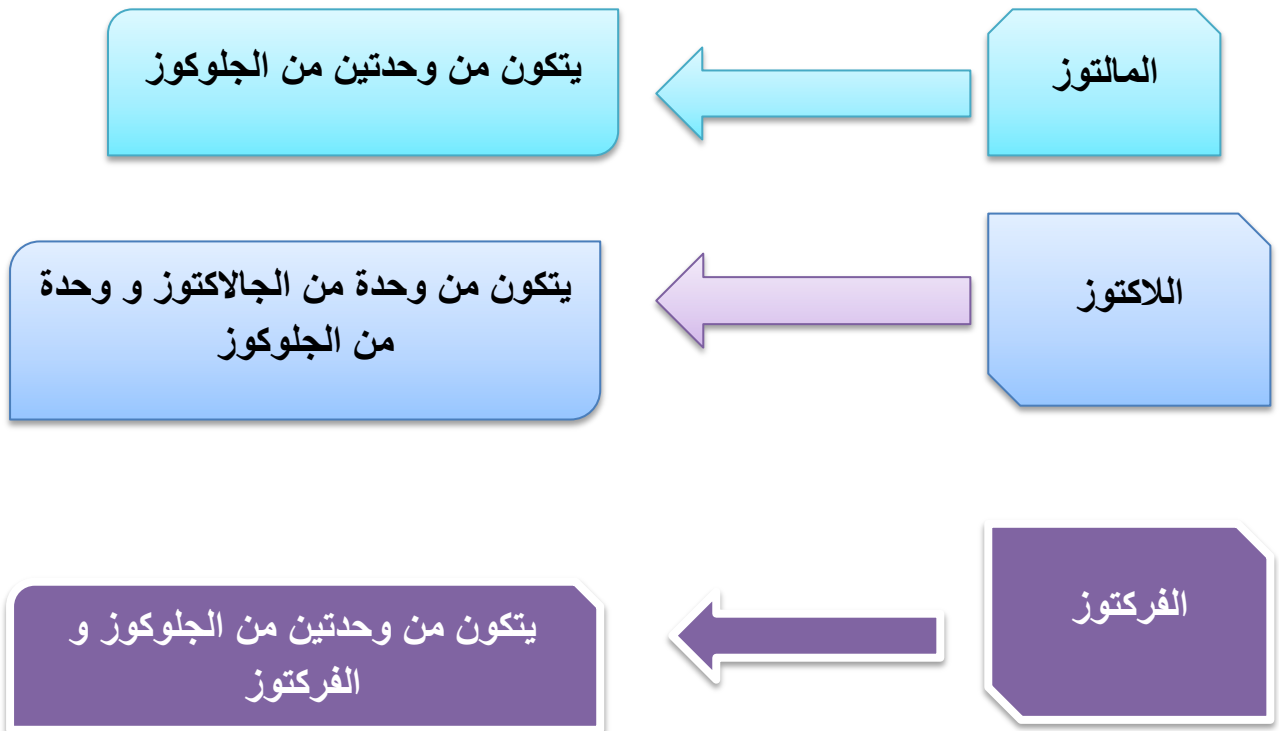 المالتوز
يتكون من وحدتين من الجلوكوز
اللاكتوز
يتكون من وحدة من الجالاكتوز و وحدة
من الجلوكوز
الفركتوز
يتكون من وحدتين من الجلوكوز و
الفركتوز